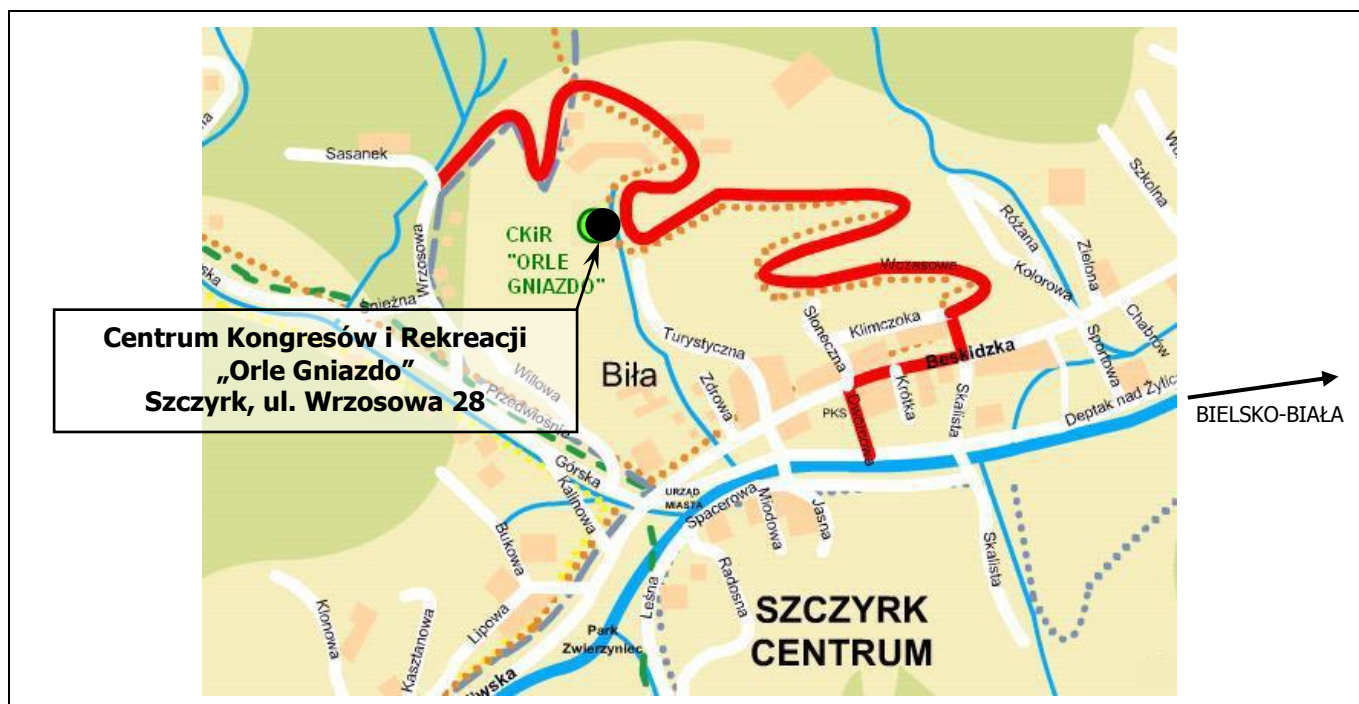 Sasanek
Wrzosowa
CKiR
"ORLE
GNIAZDO"
Śnieżna
Centrum Kongresów i Rekreacji
„Orle Gniazdo”
Szczyrk, ul. Wrzosowa 28
Willowa
Przedwiośnie
Górska
Kalinowa
Bukowa
Lipowa
Klonowa
Kasztanowa
Biła
Turystyczna
Zdrowa
Słoneczna
Klimczoka
Wczasowa
Beskidzka
Krótka
Skalista
PKS
Dworcowa
Różana
Kolorowa
Zielona
Szkolna
Chabrów
Sportowa
Deptak nad Żylic
BIELSKO-BIAŁA
URZĄD
MIASTA
Spacerowa
Miodowa
Jasna
Radosna
Leśna
Park
Zwierzyniec
Skalista
SZCZYRK
CENTRUM